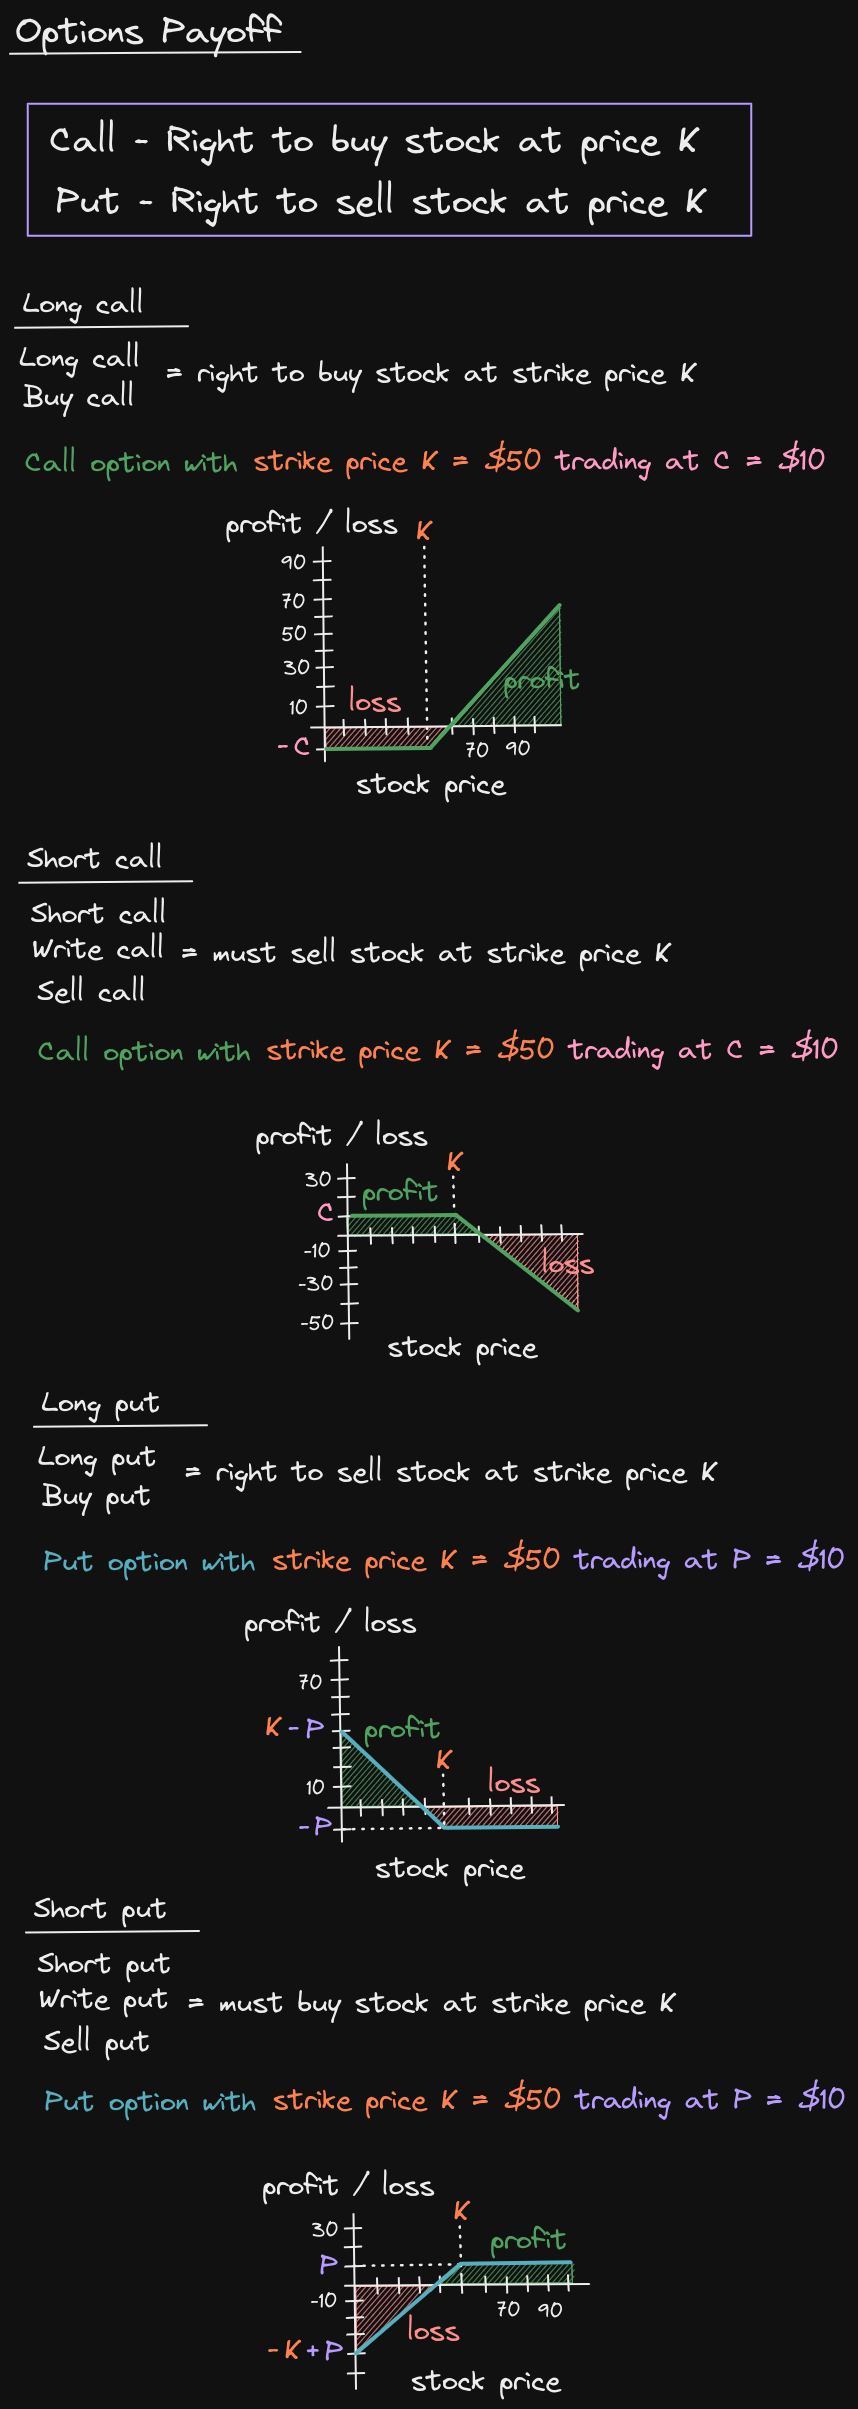 Options Payoff
Call - Right to buy stock at price K
Put - Right to sell stock at price K
Long call
Long call
Buy call
= right to buy stock at strike price K
Call option with strike price K = $50 trading at C = $10
profit / loss
K
90
70
50
30
10
loss
profit
-C
70 90
stock price
Short call
Short call
Write call = must sell stock at strike price K
Sell call
Call option with strike price K = $50 trading at C = $10
profit / loss
K
30
profit
C
-10
loss
-30
-50
stock price
Long put
Long put
Buy put
= right to sell stock at strike price K
Put option with strike price K = $50 trading at P = $10
profit / loss
70
K - P
profit
K
loss
10
-P
stock price
Short put
Short put
Write put = must buy stock at strike price K
Sell put
Put option with strike price K = $50 trading at P = $10
profit / loss
K
30
profit
P
-10
70 90
loss
-K+P
stock price